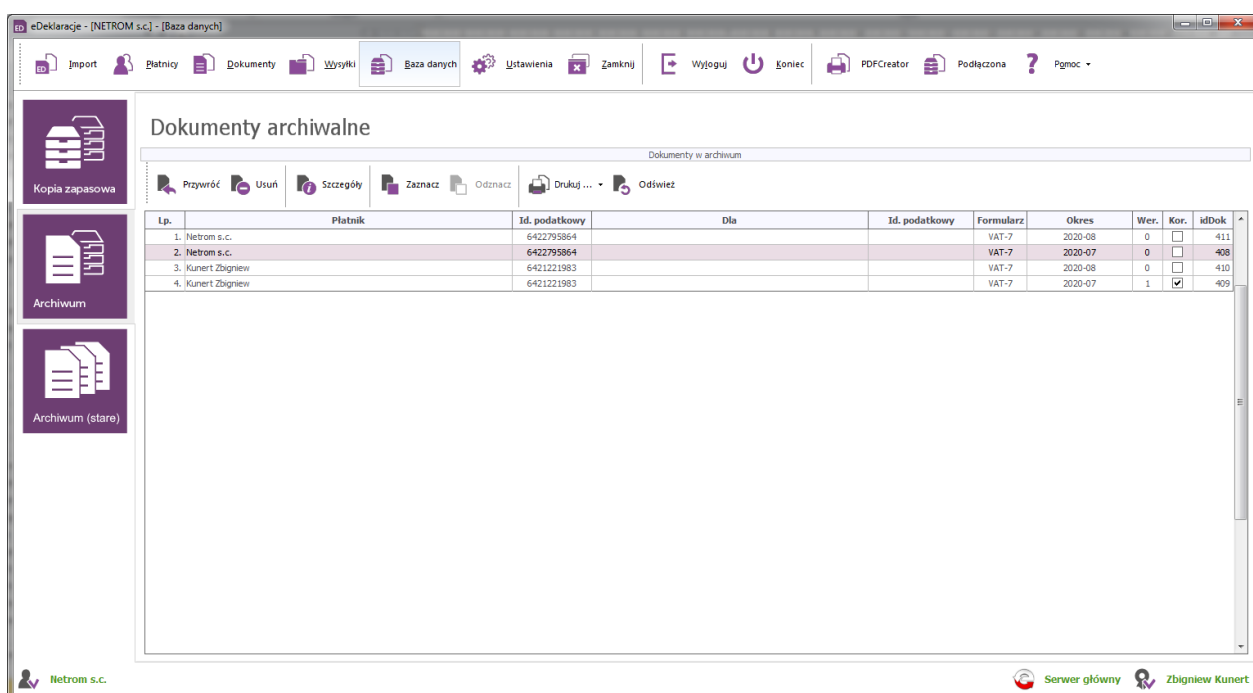 eDeklaracje - [NETROM s.c.] - [Baza danych]
Import Płatnicy Dokumenty Wysyłki Baza danych Ustawienia Zamknij Wyloguj Koniec PDFCreator Podłączona Pomoc
Kopia zapasowa
Archiwum
Archiwum (stare)
Dokumenty archiwalne
Dokumenty w archiwum
Przywróć Usuń Szczegóły Zaznacz Odznacz Drukuj ... Odśwież
Lp. Płatnik Id. podatkowy Dla Id. podatkowy Formularz Okres Wer. Kor. idDok
1. Netrom s.c. 6422795864 VAT-7 2020-08 0 411
2. Netrom s.c. 6422795864 VAT-7 2020-07 0 408
3. Kunert Zbigniew 6421221983 VAT-7 2020-08 0 410
4. Kunert Zbigniew 6421221983 VAT-7 2020-07 1 409
Netrom s.c. Serwer główny Zbigniew Kunert